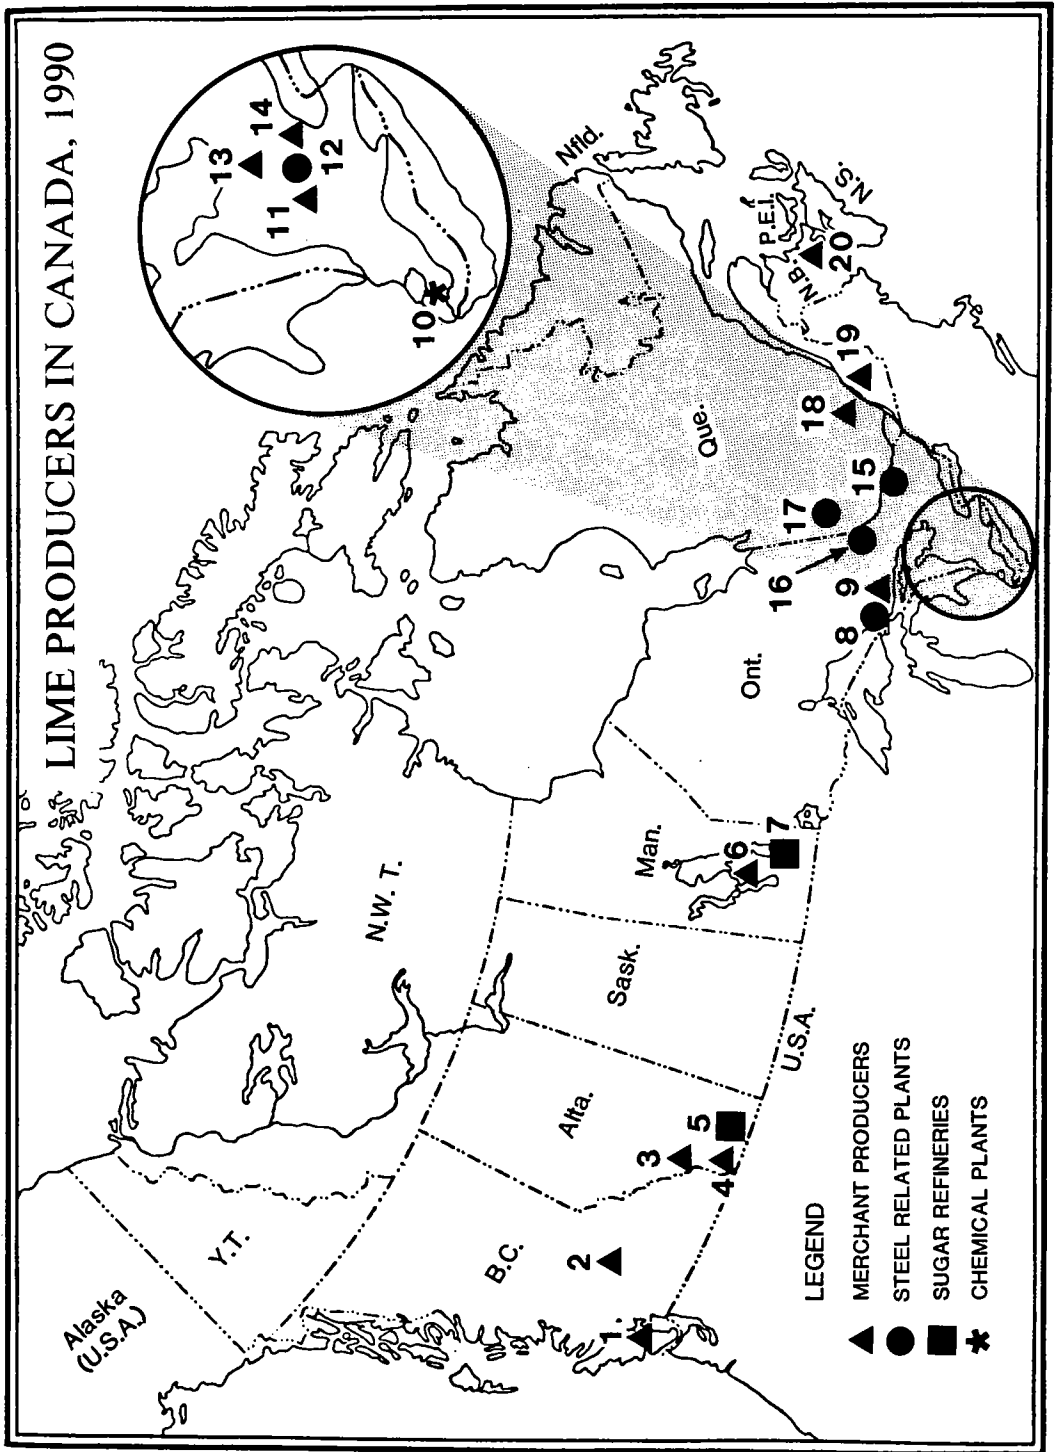 LIME PRODUCERS IN CANADA, 1990
Alaska
(U.S.A.)
Y.T.
N.W. T.
B.C.
Alta.
Sask.
Man.
Ont.
Que.
Nfld.
P.E.I.
N.B
N.S.
U.S.A.
1.
2
3
4
5
6
7
8
9
10
11
12
13
14
15
16
17
18
19
20
LEGEND
MERCHANT PRODUCERS
STEEL RELATED PLANTS
SUGAR REFINERIES
CHEMICAL PLANTS